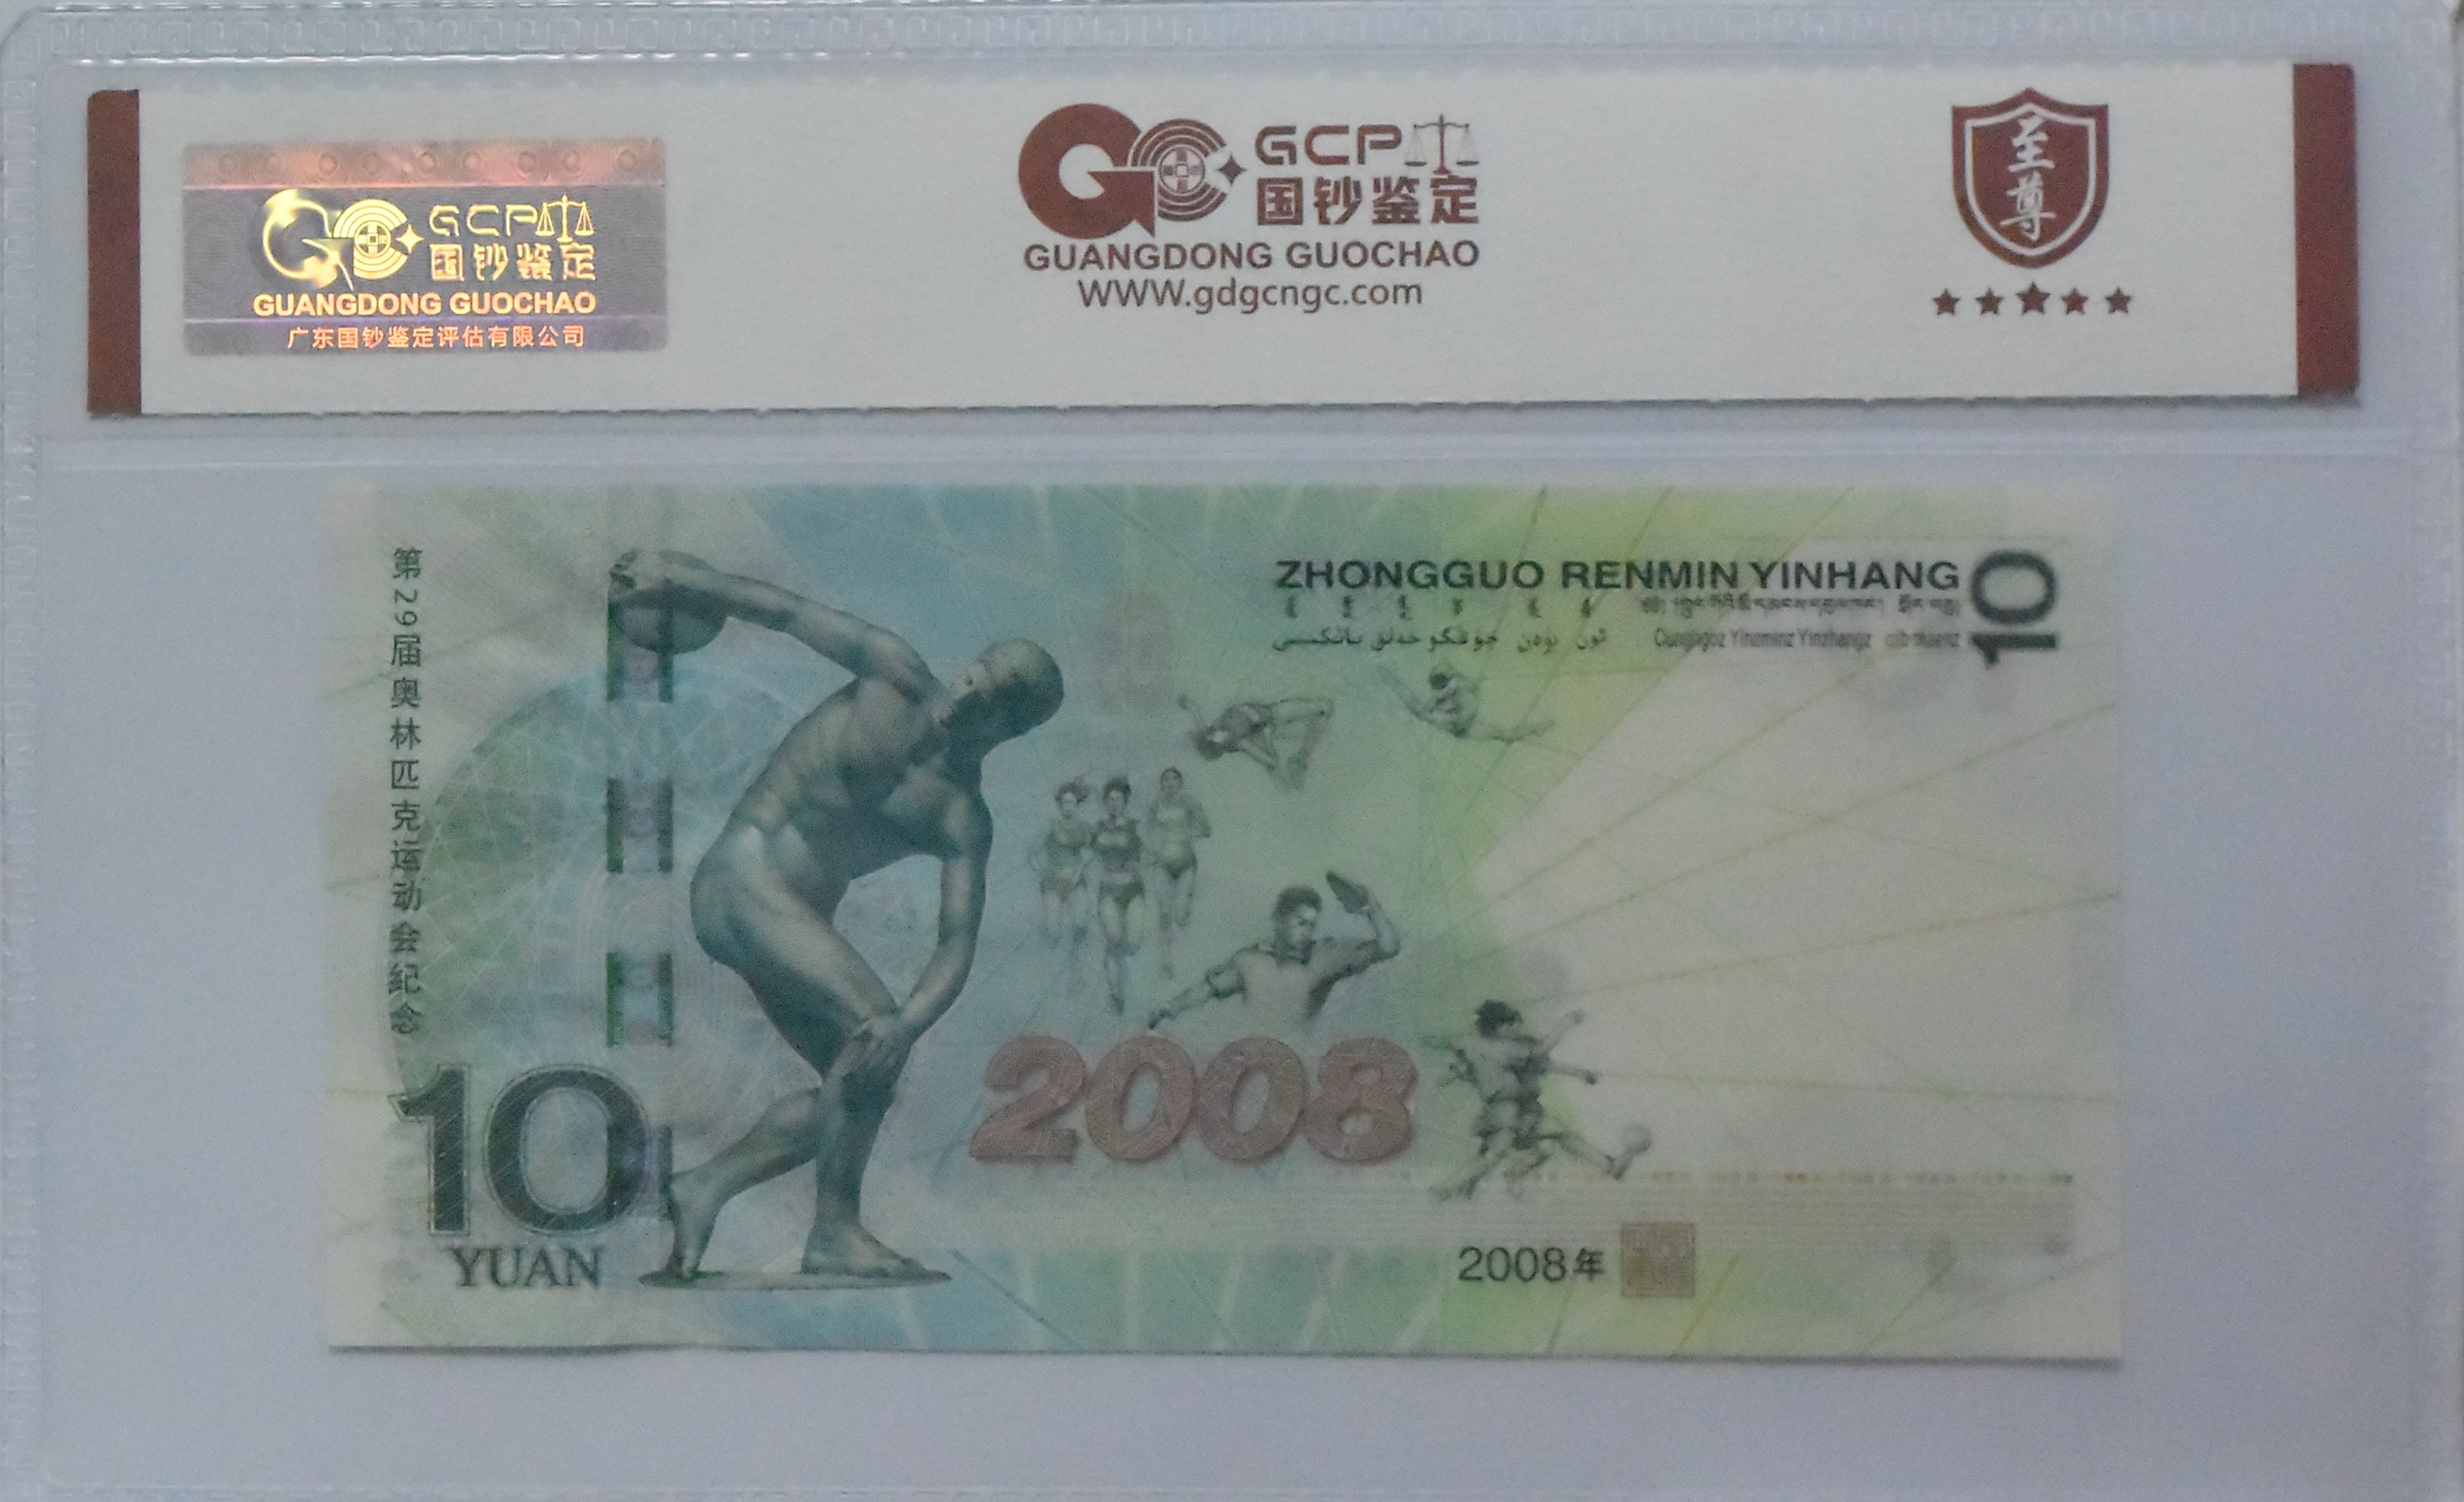 GCP
国钞鉴定
GUANGDONG GUOCHAO
广东国钞鉴定评估有限公司
GCP
国钞鉴定
GUANGDONG GUOCHAO
WWW.gdgcngc.com
至尊
第29届奥林匹克运动会纪念
ZHONGGUO RENMIN YINHANG
10
2008
10
YUAN
2008年